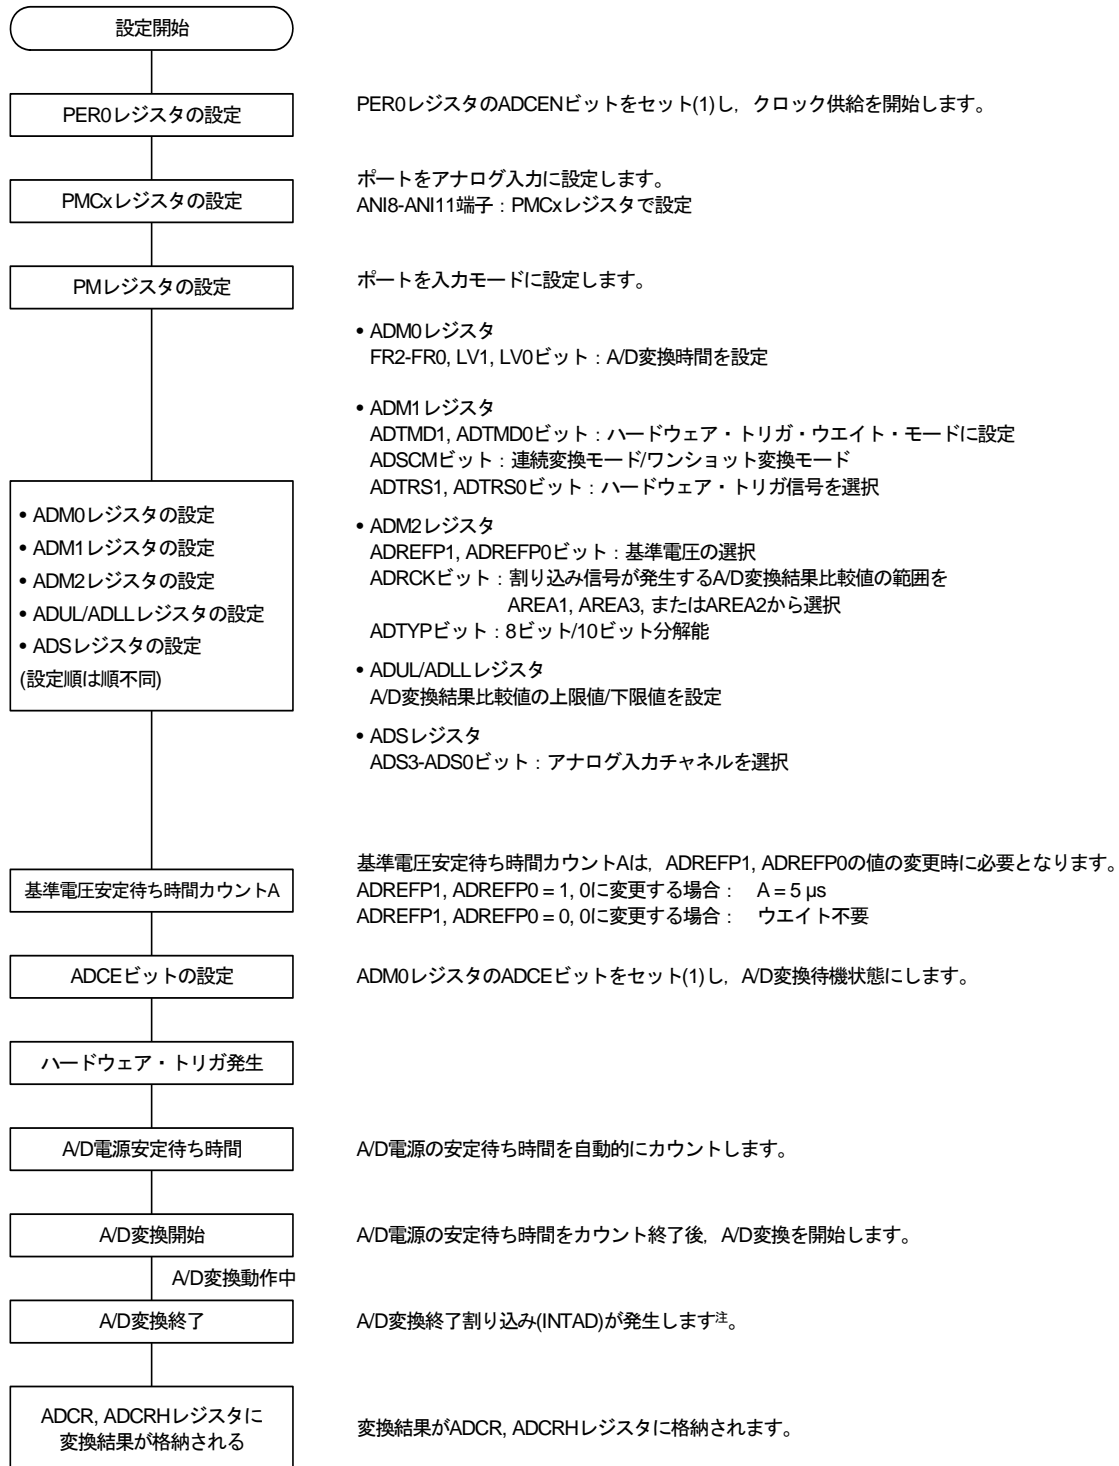 設定開始
PER0レジスタの設定
PER0レジスタのADCENビットをセット(1)し，クロック供給を開始します。
PMCxレジスタの設定
ポートをアナログ入力に設定します。
ANI8-ANI11端子：PMCxレジスタで設定
PMレジスタの設定
ポートを入力モードに設定します。
• ADM0レジスタの設定
• ADM1レジスタの設定
• ADM2レジスタの設定
• ADUL/ADLLレジスタの設定
• ADSレジスタの設定
(設定順は順不同)
• ADM0レジスタ
FR2-FR0, LV1, LV0ビット：A/D変換時間を設定
• ADM1レジスタ
ADTMD1, ADTMD0ビット：ハードウェア・トリガ・ウエイト・モードに設定
ADSCMビット：連続変換モード/ワンショット変換モード
ADTRS1, ADTRS0ビット：ハードウェア・トリガ信号を選択
• ADM2レジスタ
ADREFP1, ADREFP0ビット：基準電圧の選択
ADRCKビット：割り込み信号が発生するA/D変換結果比較値の範囲を
AREA1, AREA3, またはAREA2から選択
ADTYPビット：8ビット/10ビット分解能
• ADUL/ADLLレジスタ
A/D変換結果比較値の上限値/下限値を設定
• ADSレジスタ
ADS3-ADS0ビット：アナログ入力チャネルを選択
基準電圧安定待ち時間カウントA
基準電圧安定待ち時間カウントAは，ADREFP1, ADREFP0の値の変更時に必要となります。
ADREFP1, ADREFP0 = 1, 0に変更する場合： A = 5 μs
ADREFP1, ADREFP0 = 0, 0に変更する場合： ウエイト不要
ADCEビットの設定
ADM0レジスタのADCEビットをセット(1)し，A/D変換待機状態にします。
ハードウェア・トリガ発生
A/D電源安定待ち時間
A/D電源の安定待ち時間を自動的にカウントします。
A/D変換開始
A/D電源の安定待ち時間をカウント終了後，A/D変換を開始します。
A/D変換動作中
A/D変換終了
A/D変換終了割り込み(INTAD)が発生します注。
ADCR, ADCRHレジスタに
変換結果が格納される
変換結果がADCR, ADCRHレジスタに格納されます。